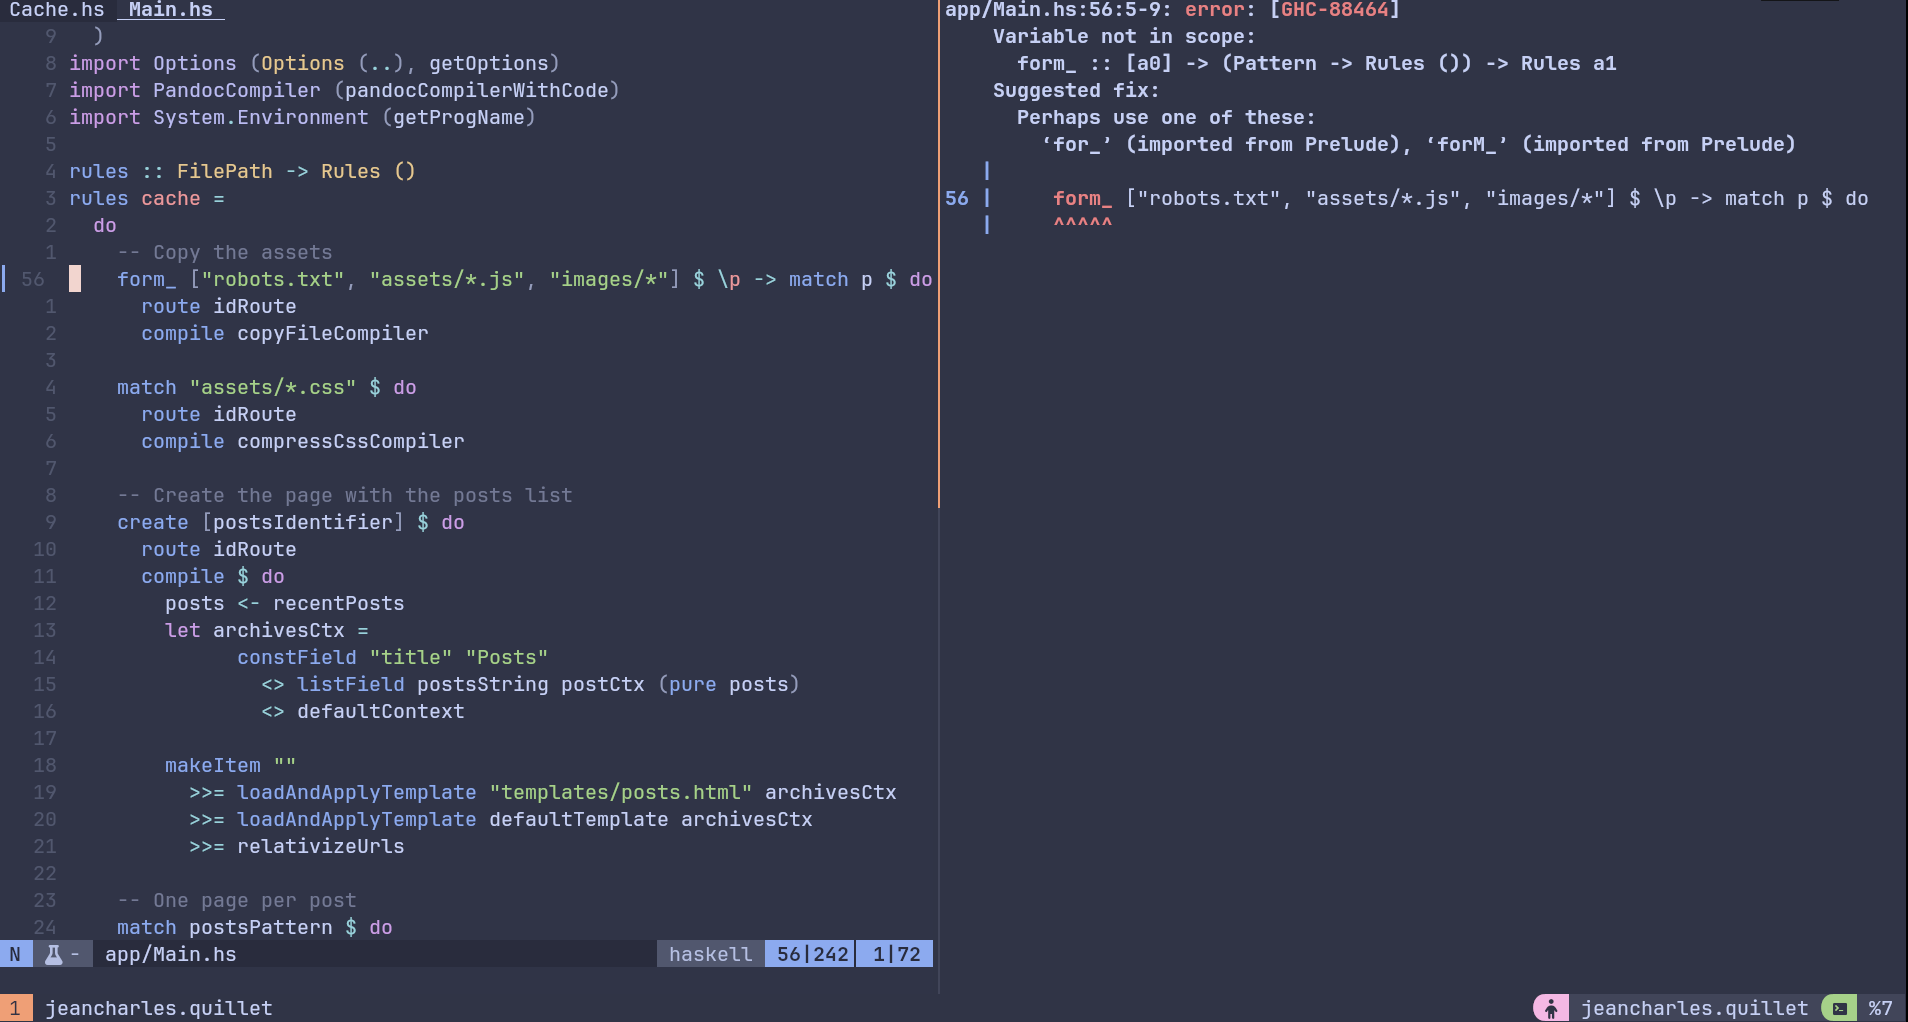 Cache.hs  Main.hs
9   )
8 import Options (Options (..), getOptions)
7 import PandocCompiler (pandocCompilerWithCode)
6 import System.Environment (getProgName)
5
4 rules :: FilePath -> Rules ()
3 rules cache =
2   do
1     -- Copy the assets
56     form_ ["robots.txt", "assets/*.js", "images/*"] $ \p -> match p $ do
1       route idRoute
2       compile copyFileCompiler
3
4     match "assets/*.css" $ do
5       route idRoute
6       compile compressCssCompiler
7
8     -- Create the page with the posts list
9     create [postsIdentifier] $ do
10       route idRoute
11       compile $ do
12         posts <- recentPosts
13         let archivesCtx =
14               constField "title" "Posts"
15                 <> listField postsString postCtx (pure posts)
16                 <> defaultContext
17
18         makeItem ""
19           >>= loadAndApplyTemplate "templates/posts.html" archivesCtx
20           >>= loadAndApplyTemplate defaultTemplate archivesCtx
21           >>= relativizeUrls
22
23     -- One page per post
24     match postsPattern $ do
N - app/Main.hs haskell 56|242 1|72
app/Main.hs:56:5-9: error: [GHC-88464]
    Variable not in scope:
      form_ :: [a0] -> (Pattern -> Rules ()) -> Rules a1
    Suggested fix:
      Perhaps use one of these:
        ‘for_’ (imported from Prelude), ‘forM_’ (imported from Prelude)
   |
56 |     form_ ["robots.txt", "assets/*.js", "images/*"] $ \p -> match p $ do
   |     ^^^^^
1 jeancharles.quillet
jeancharles.quillet %7